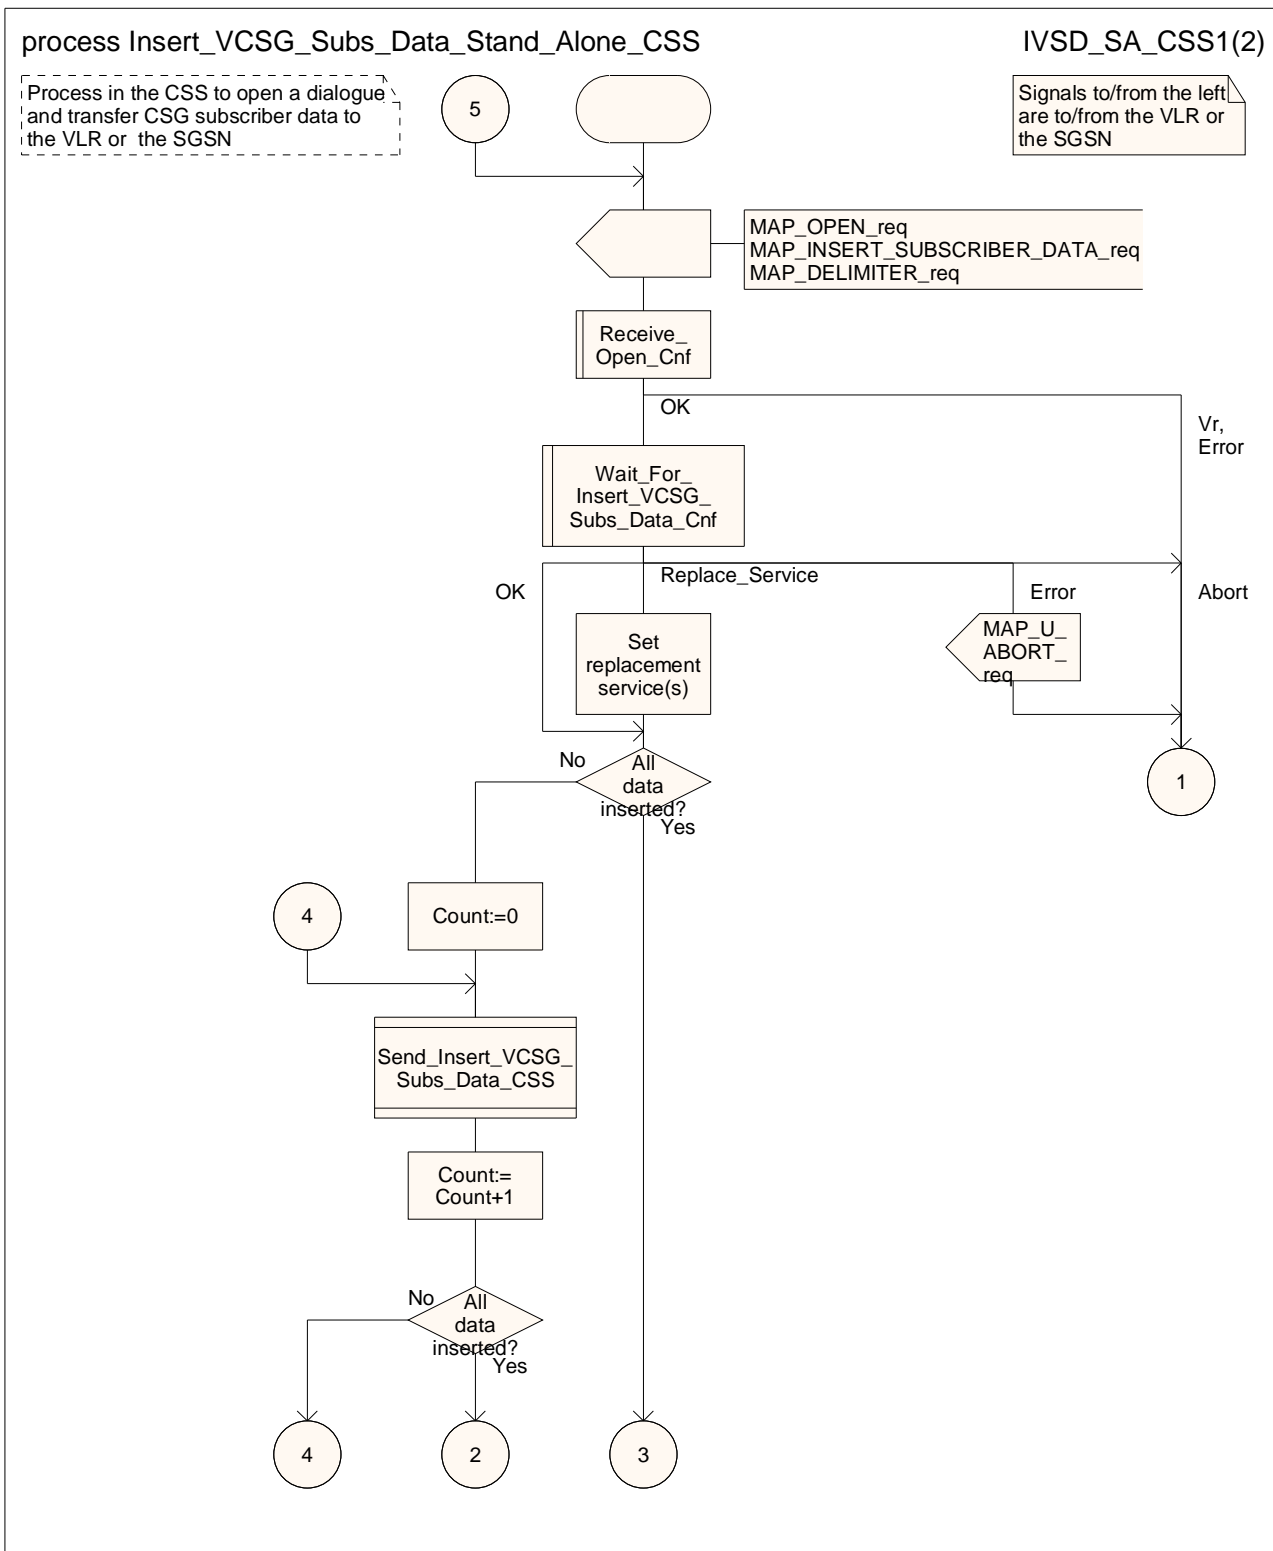 process Insert_VCSG_Subs_Data_Stand_Alone_CSS
IVSD_SA_CSS1(2)
Process in the CSS to open a dialogue
and transfer CSG subscriber data to
the VLR or  the SGSN
5
Signals to/from the left
are to/from the VLR or
the SGSN
MAP_OPEN_req
MAP_INSERT_SUBSCRIBER_DATA_req
MAP_DELIMITER_req
Receive_
Open_Cnf
OK
Vr,
Error
Wait_For_
Insert_VCSG_
Subs_Data_Cnf
OK
Replace_Service
Error
Abort
Set
replacement
service(s)
MAP_U_
ABORT_
req
No
All
data
inserted?
Yes
1
4
Count:=0
Send_Insert_VCSG_
Subs_Data_CSS
Count:=
Count+1
No
All
data
inserted?
Yes
4
2
3